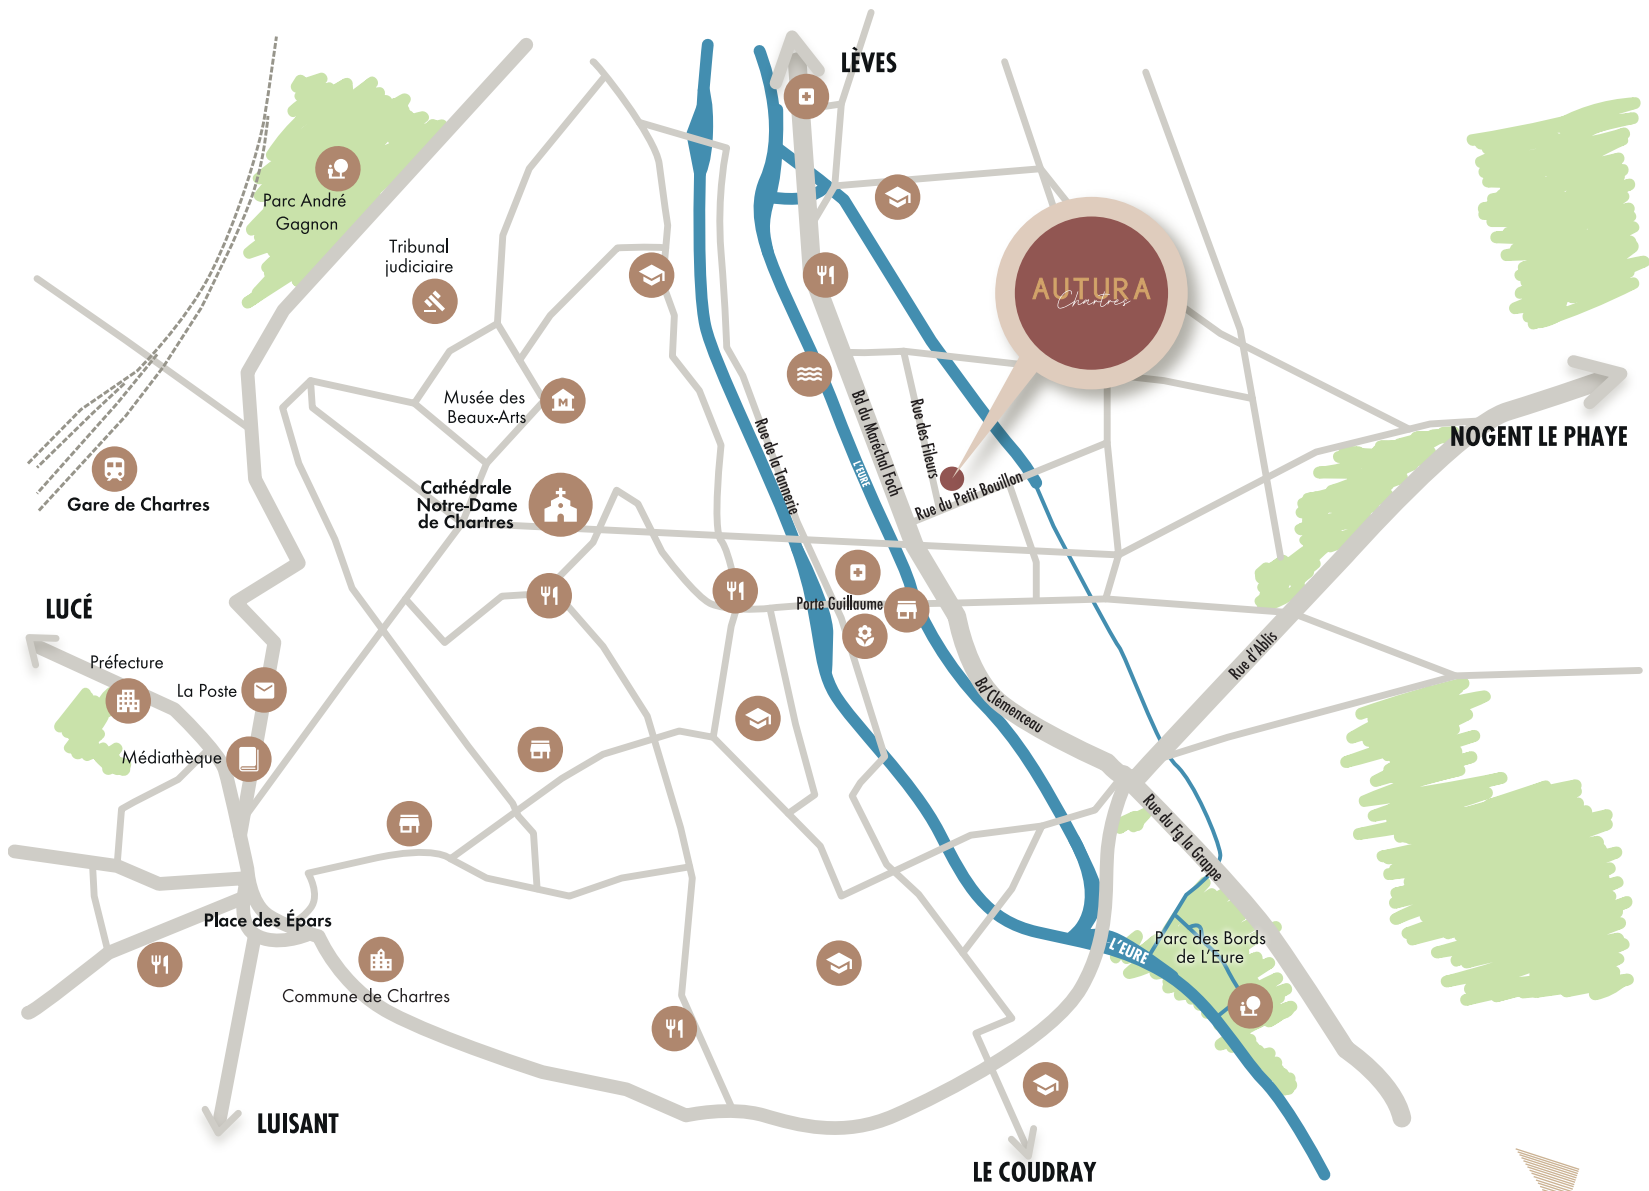 LÈVES
Parc André
Gagnon
Tribunal
judiciaire
AUTURA
Chartres
Musée des
Beaux-Arts
Bd du Maréchal Foch
Rue des Fileurs
NOGENT LE PHAYE
Rue de la Tannerie
L'EURE
Gare de Chartres
Cathédrale
Notre-Dame
de Chartres
Rue du Petit Bouillon
LUCÉ
Porte Guillaume
Préfecture
La Poste
Rue d'Ablis
Bd Clémenceau
Médiathèque
Rue du Fg la Grappe
Place des Épars
L'EURE
Parc des Bords
de L'Eure
Commune de Chartres
LUISANT
LE COUDRAY
M